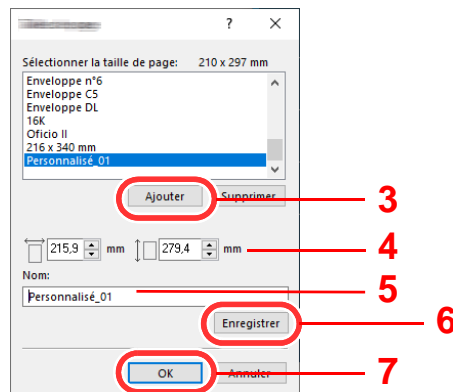 ? ×
Sélectionner la taille de page: 210 x 297 mm
Enveloppe n°6
Enveloppe C5
Enveloppe DL
16K
Oficio II
216 x 340 mm
Personnalisé_01
Ajouter Supprimer 3
215,9 mm 279,4 mm 4
Nom:
Personnalisé_01 5
Enregistrer 6
OK Annuler 7